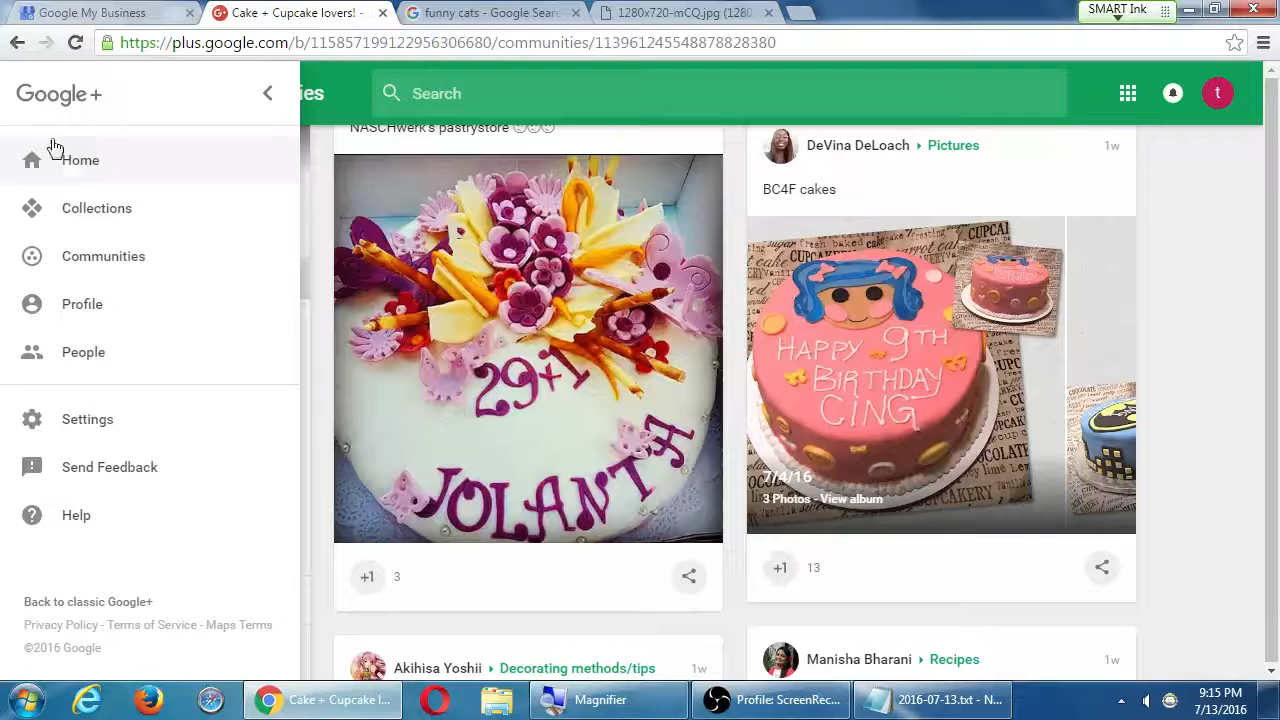 Google My Business
Cake + Cupcake lovers! -
funny cats - Google Sear
1280x720-mCQ.jpg (1280
SMART Ink
https://plus.google.com/b/115857199122956306680/communities/113961245548878828380
Google+
ies
Search
t
Home
Collections
Communities
Profile
People
Settings
Send Feedback
Help
Back to classic Google+
Privacy Policy - Terms of Service - Maps Terms
©2016 Google
NASCHwerk's pastrystore
29+1
JOLANTA
+1 3
Akihisa Yoshii Decorating methods/tips 1w
DeVina DeLoach Pictures 1w
BC4F cakes
HAPPY 9TH
BIRTHDAY
CING
7/4/16
3 Photos - View album
+1 13
Manisha Bharani Recipes 1w
Cake + Cupcake l...
Magnifier
Profile: ScreenRec...
2016-07-13.txt - N...
9:15 PM
7/13/2016